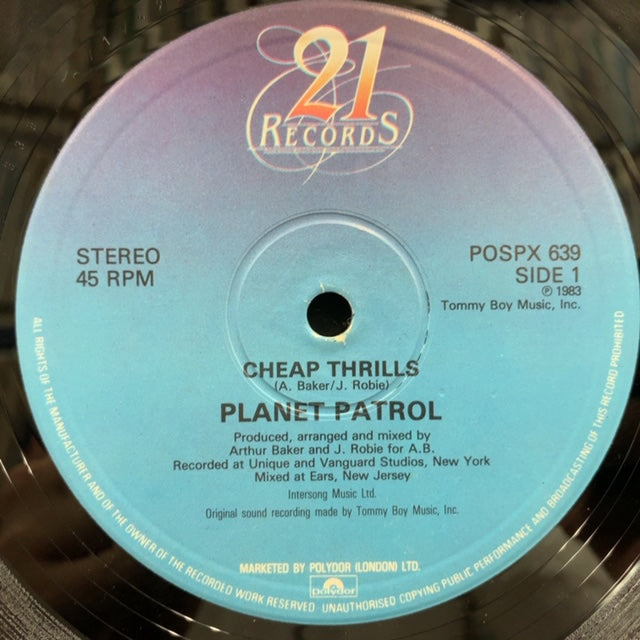 21
RECORDS
STEREO
45 RPM
POSPX 639
SIDE 1
℗ 1983
Tommy Boy Music, Inc.
CHEAP THRILLS
(A. Baker/J. Robie)
PLANET PATROL
Produced, arranged and mixed by
Arthur Baker and J. Robie for A.B.
Recorded at Unique and Vanguard Studios, New York
Mixed at Ears, New Jersey
Intersong Music Ltd.
Original sound recording made by Tommy Boy Music, Inc.
MARKETED BY POLYDOR (LONDON) LTD.
Polydor
ALL RIGHTS OF THE MANUFACTURER AND OF THE OWNER OF THE RECORDED WORK RESERVED UNAUTHORISED COPYING PUBLIC PERFORMANCE AND BROADCASTING OF THIS RECORD PROHIBITED